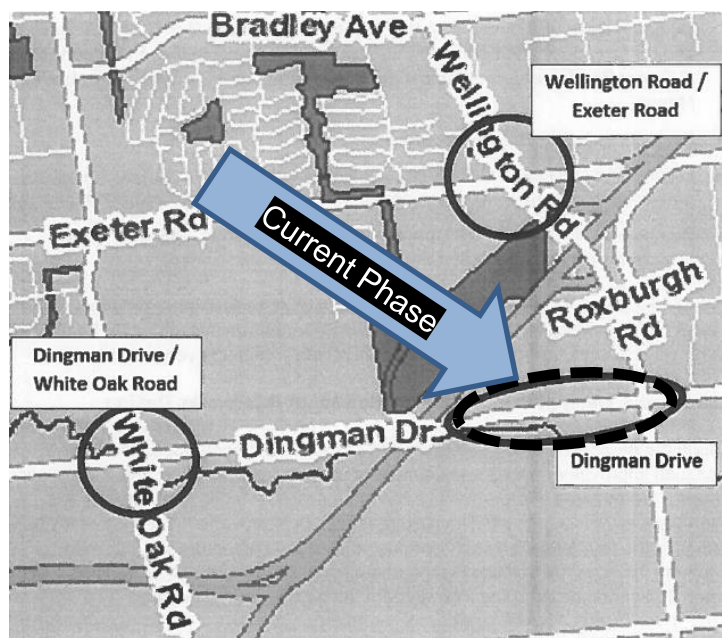 Bradley Ave
Wellington Road /
Exeter Road
Wellington Rd
Exeter Rd
Current Phase
Roxburgh
Rd
Dingman Drive /
White Oak Road
Dingman Dr
White Oak Rd
Dingman Drive